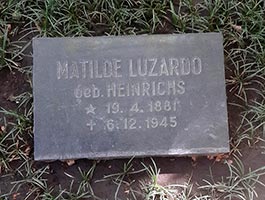 MATILDE LUZARDO
geb. HEINRICHS
* 19. 4. 1881
✝ 6. 12. 1945